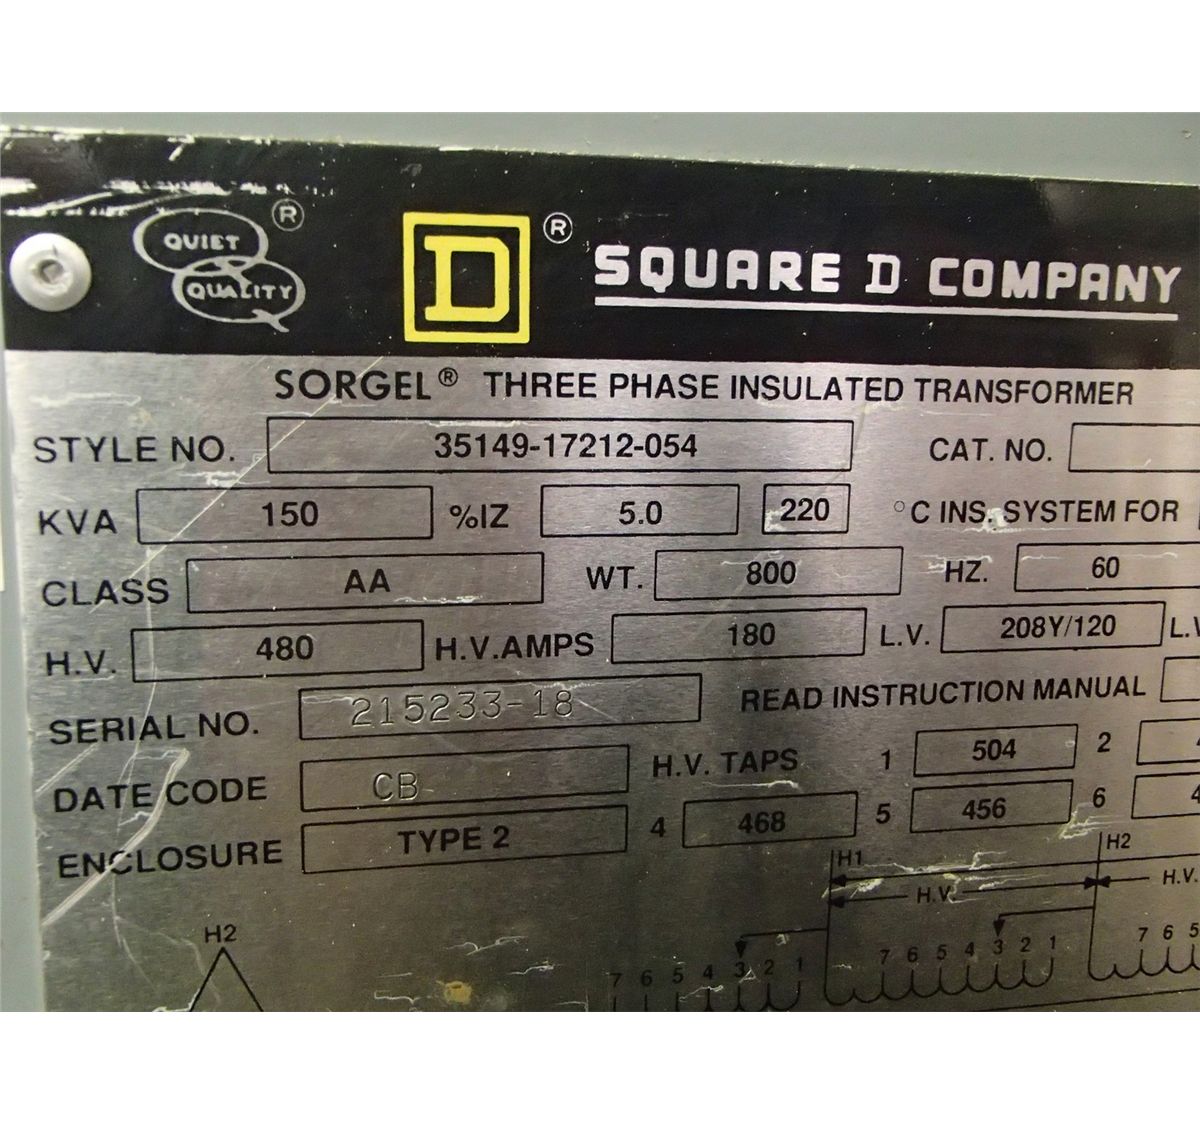 QUIET ®
QUALITY
D ® SQUARE D COMPANY
SORGEL® THREE PHASE INSULATED TRANSFORMER
STYLE NO. 35149-17212-054 CAT. NO.
KVA 150 %IZ 5.0 220 °C INS. SYSTEM FOR
CLASS AA WT. 800 HZ. 60
H.V. 480 H.V.AMPS 180 L.V. 208Y/120
SERIAL NO. 215233-18 READ INSTRUCTION MANUAL
DATE CODE CB H.V. TAPS 1 504 2
ENCLOSURE TYPE 2 4 468 5 456 6
H1 H2
H.V. H.V.
H2
7 6 5 4 3 2 1 7 6 5 4 3 2 1 7 6 5